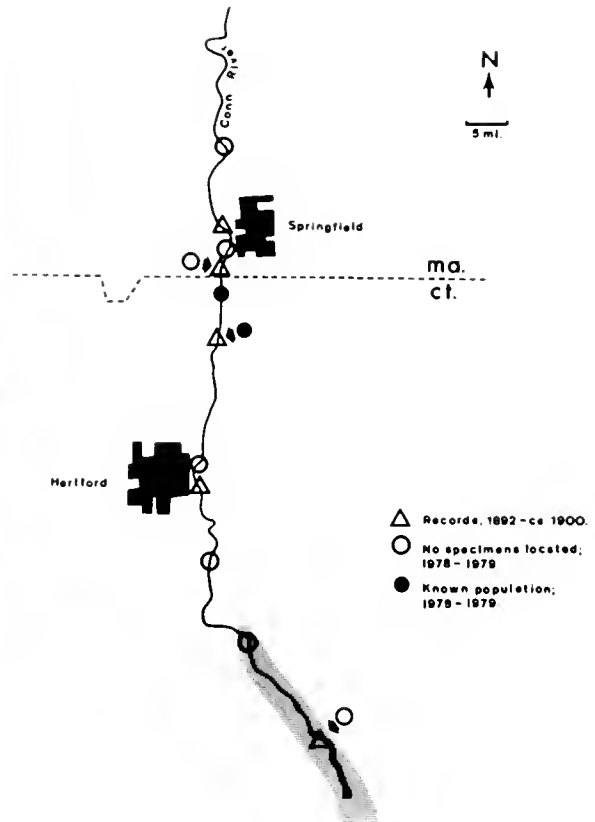 N
Conn River
5 mi.
Springfield
ma.
ct.
Hartford
Records, 1892-ca 1900.
No specimens located;
1978-1979
Known population;
1978-1979.